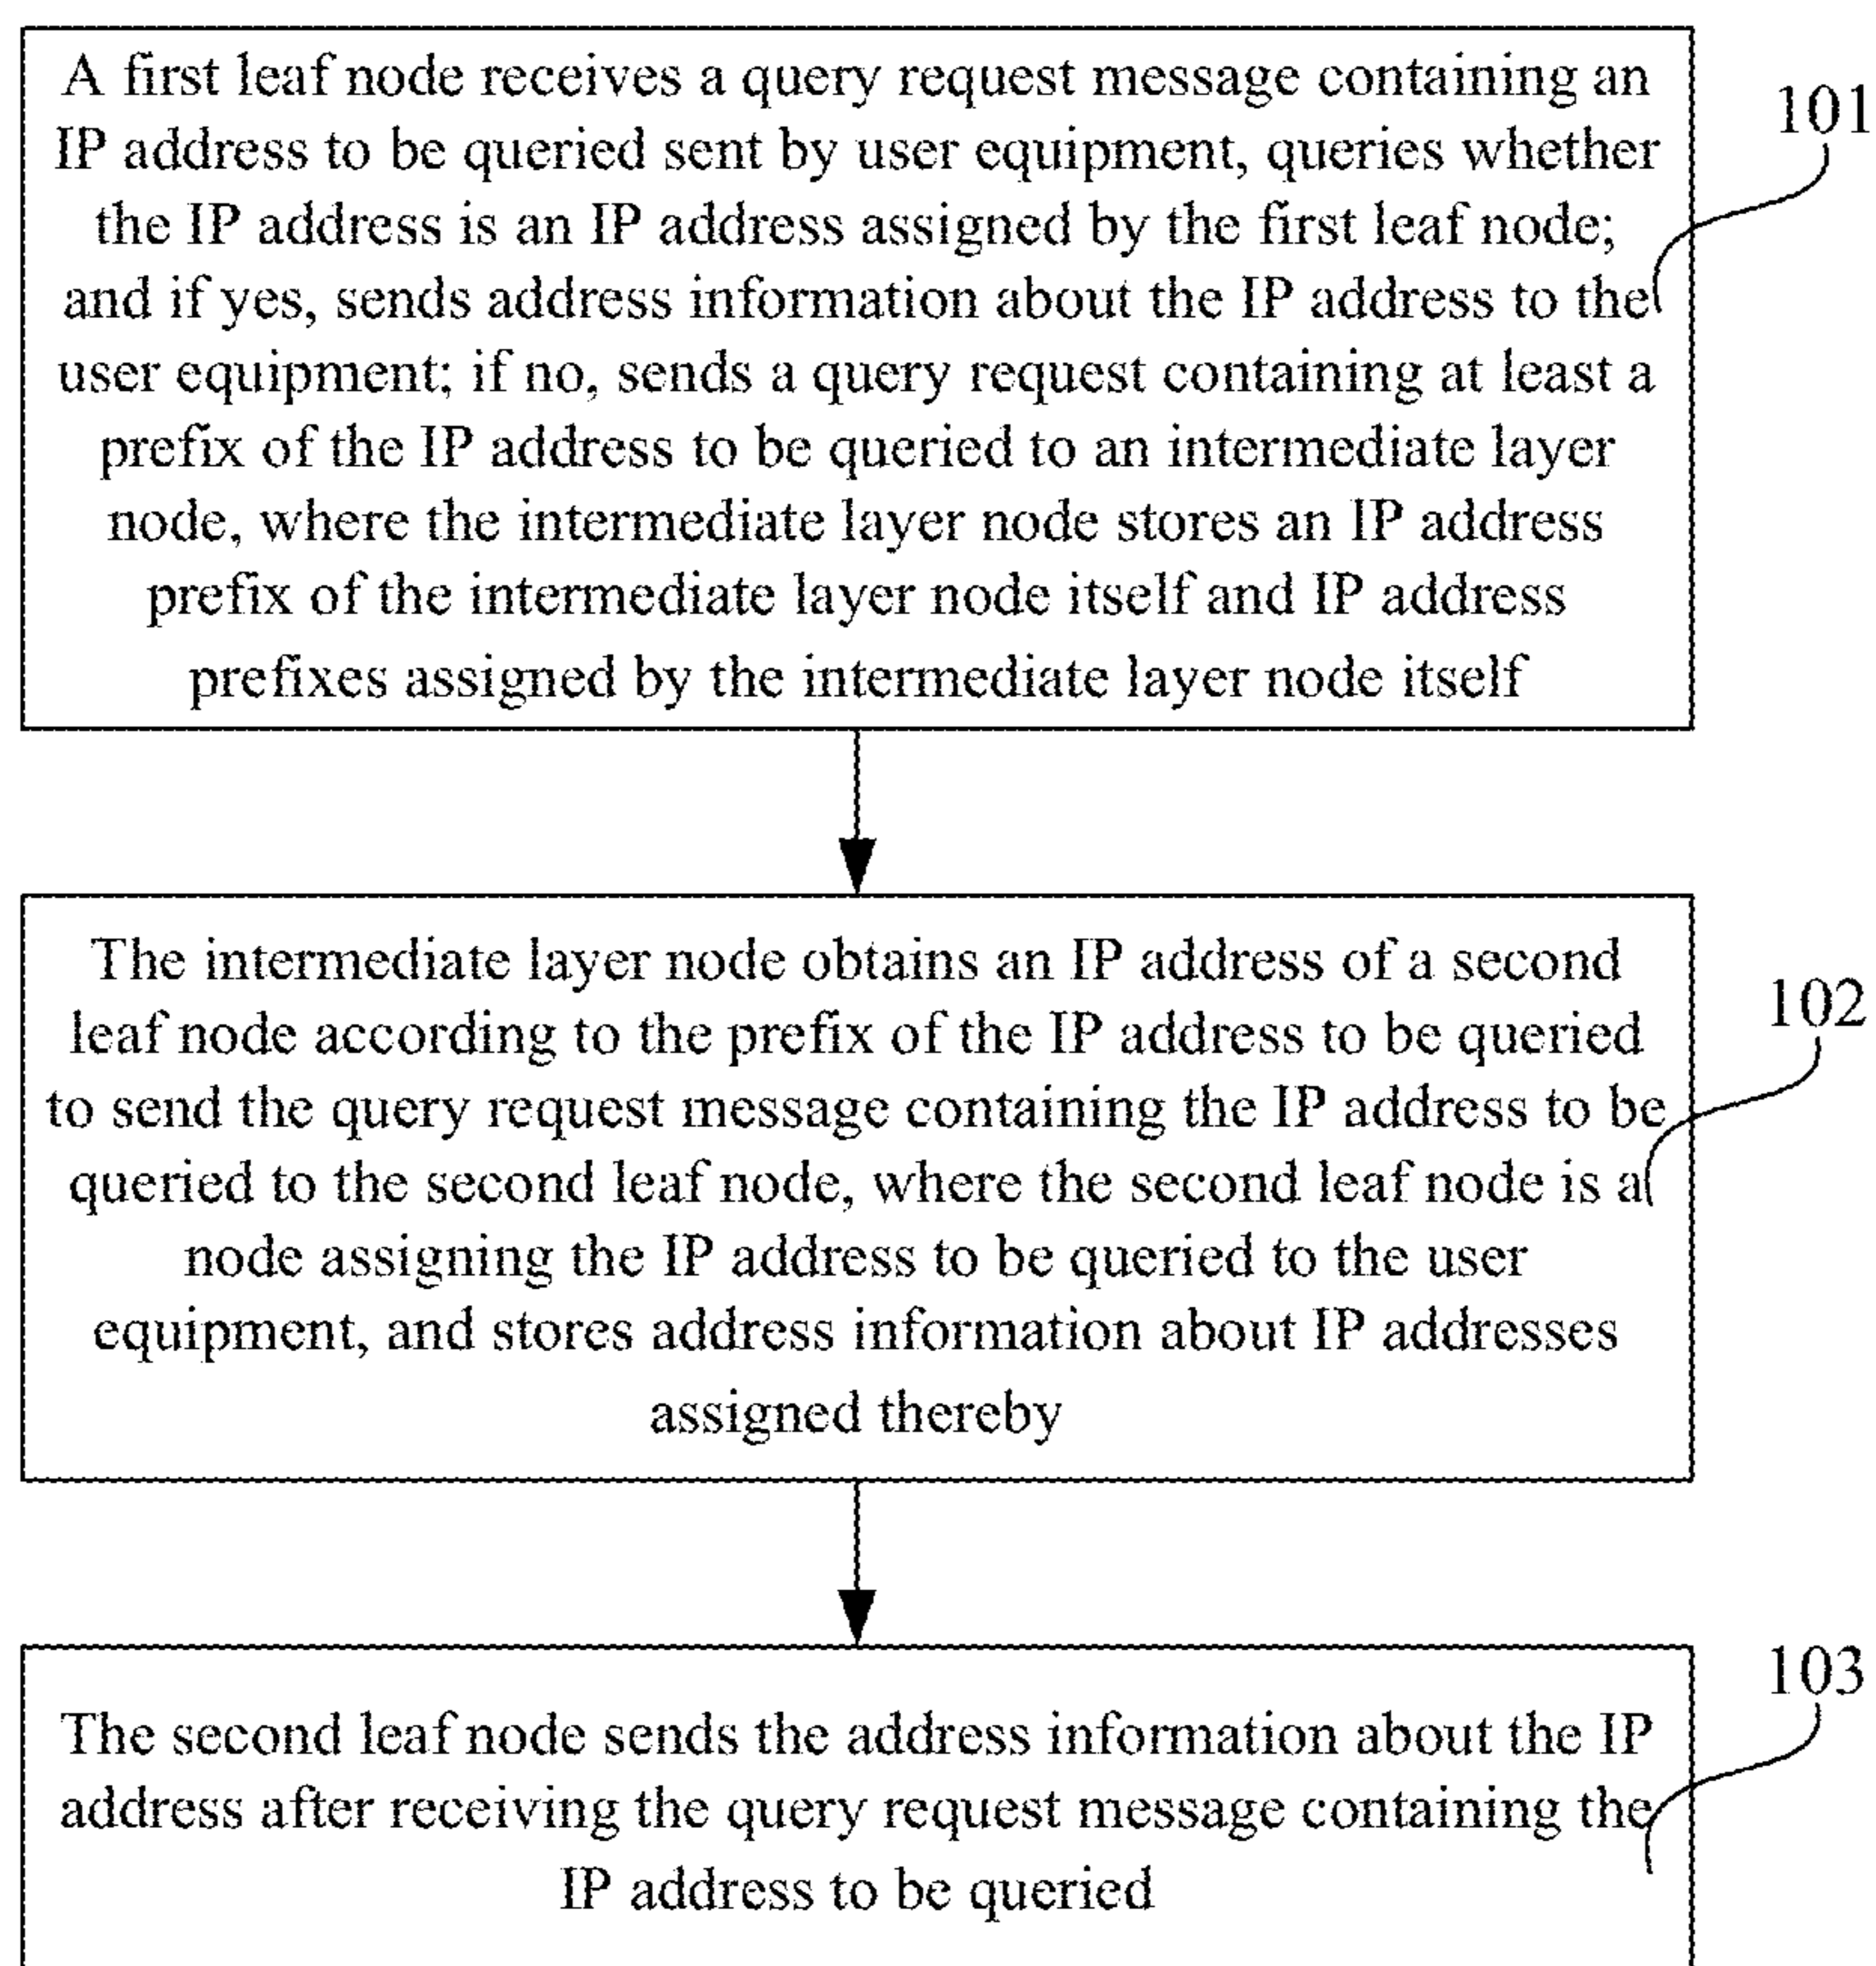 A first leaf node receives a query request message containing an
IP address to be queried sent by user equipment, queries whether
the IP address is an IP address assigned by the first leaf node;
and if yes, sends address information about the IP address to the
user equipment; if no, sends a query request containing at least a
prefix of the IP address to be queried to an intermediate layer
node, where the intermediate layer node stores an IP address
prefix of the intermediate layer node itself and IP address
prefixes assigned by the intermediate layer node itself
101
The intermediate layer node obtains an IP address of a second
leaf node according to the prefix of the IP address to be queried
to send the query request message containing the IP address to be
queried to the second leaf node, where the second leaf node is a
node assigning the IP address to be queried to the user
equipment, and stores address information about IP addresses
assigned thereby
102
The second leaf node sends the address information about the IP
address after receiving the query request message containing the
IP address to be queried
103